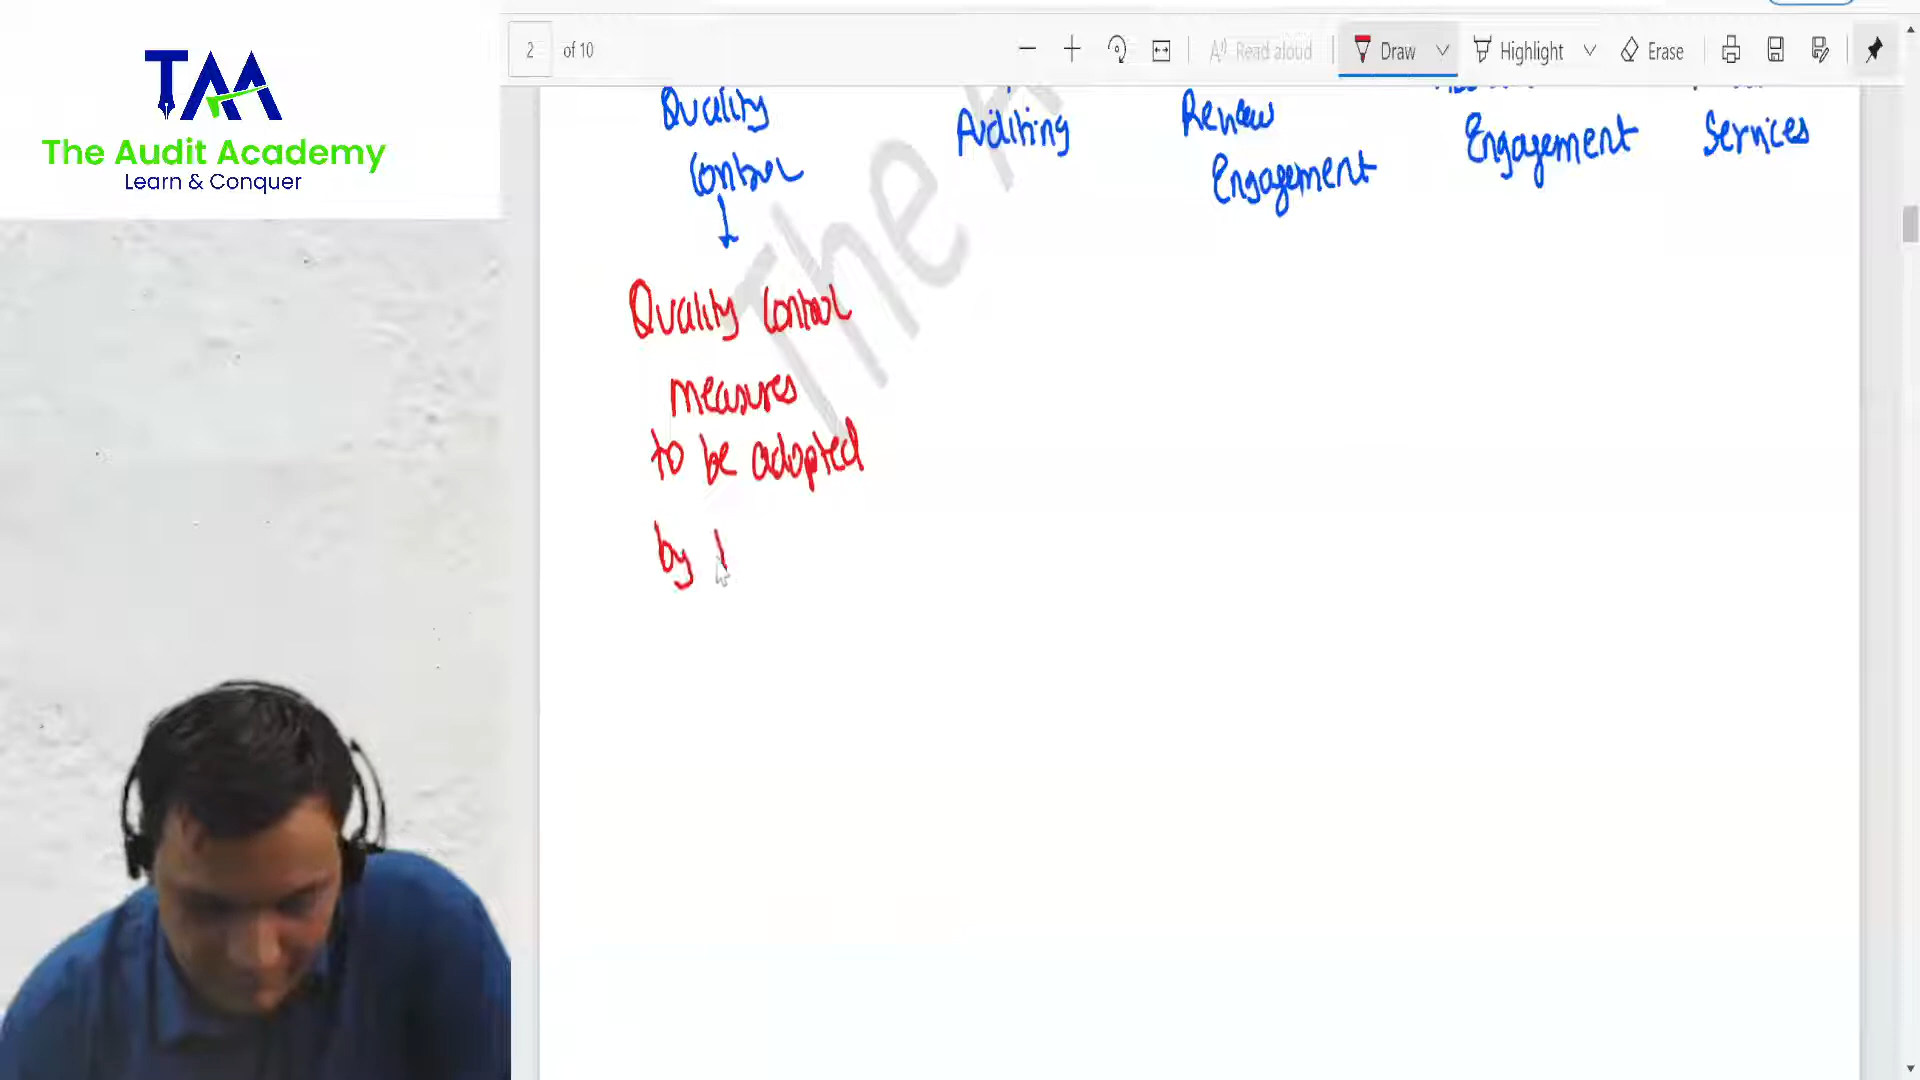 TAA
The Audit Academy
Learn & Conquer
2 of 10
Read aloud
Draw
Highlight
Erase
Quality
Control
Auditing
Review
Engagement
Engagement
Services
The A
Quality Control
measures
to be adopted
by